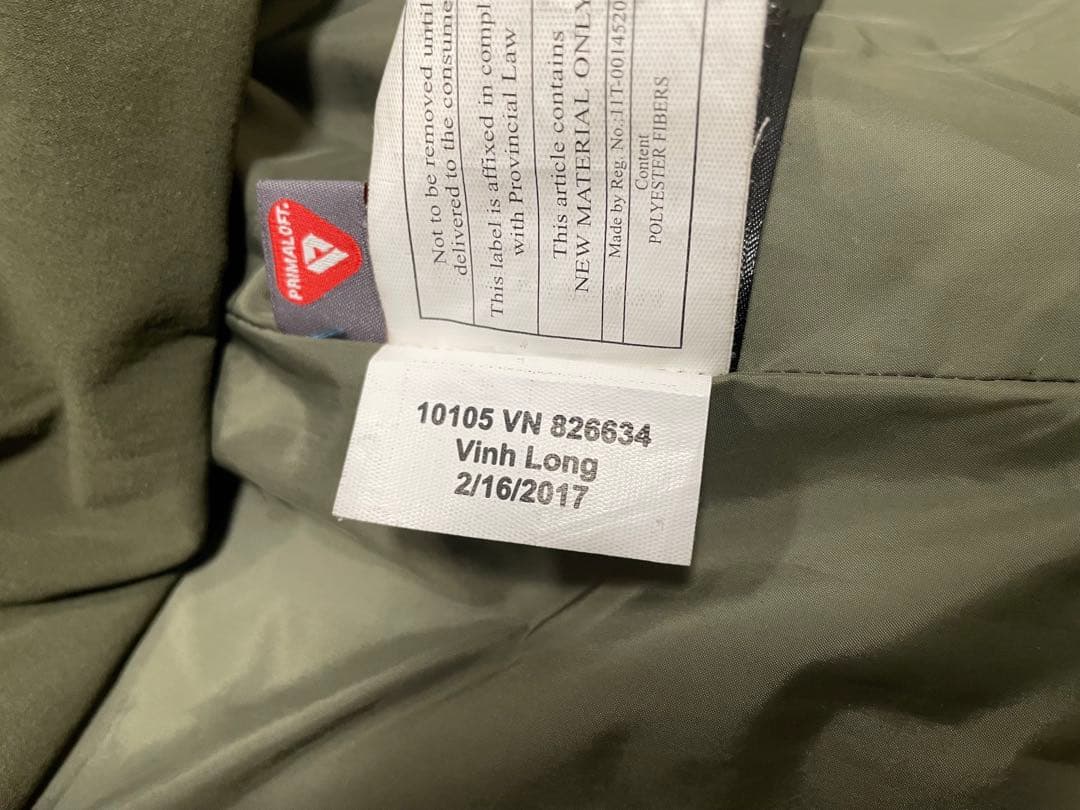 Not to be removed until
delivered to the consume
This label is affixed in compl
with Provincial Law
This article contains
NEW MATERIAL ONLY
Made by Reg. No.:11T-0014520
Content
POLYESTER FIBERS
PRIMALOFT
10105 VN 826634
Vinh Long
2/16/2017